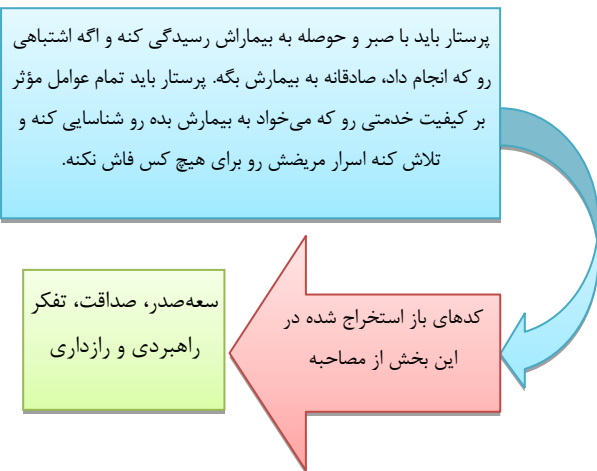 پرستار باید با صبر و حوصله به بیماراش رسیدگی کنه و اگه اشتباهی
رو که انجام داد، صادقانه به بیمارش بگه. پرستار باید تمام عوامل مؤثر
بر کیفیت خدمتی رو که می‌خواد به بیمارش بده رو شناسایی کنه و
تلاش کنه اسرار مریضش رو برای هیچ کس فاش نکنه.
کدهای باز استخراج شده در
این بخش از مصاحبه
سعه‌صدر، صداقت، تفکر
راهبردی و رازداری